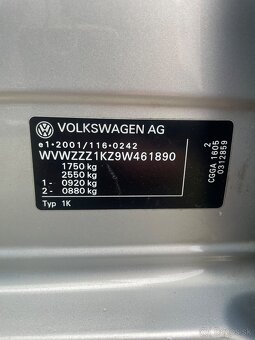 VOLKSWAGEN AG
e1*2001/116*0242
WVWZZZ1KZ9W461890
1750 kg
2550 kg
1 - 0920 kg
2 - 0880 kg
Typ 1K
2
CGGA 1605
0312859